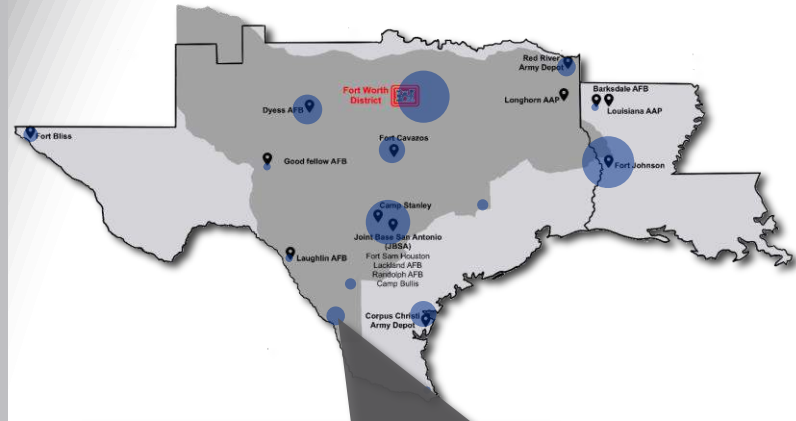 Red River
Army Depot
Fort Worth
District
Barksdale AFB
Longhorn AAP
Louisiana AAP
Dyess AFB
Fort Bliss
Fort Cavazos
Good fellow AFB
Fort Johnson
Camp Stanley
Joint Base San Antonio
(JBSA)
Fort Sam Houston
Lackland AFB
Randolph AFB
Camp Bullis
Laughlin AFB
Corpus Christi
Army Depot